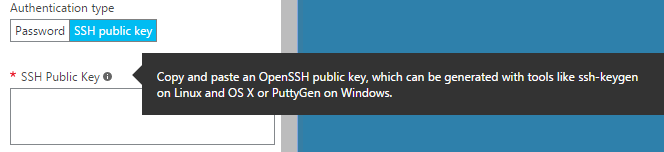 Authentication type
Password SSH public key
* SSH Public Key
Copy and paste an OpenSSH public key, which can be generated with tools like ssh-keygen
on Linux and OS X or PuttyGen on Windows.